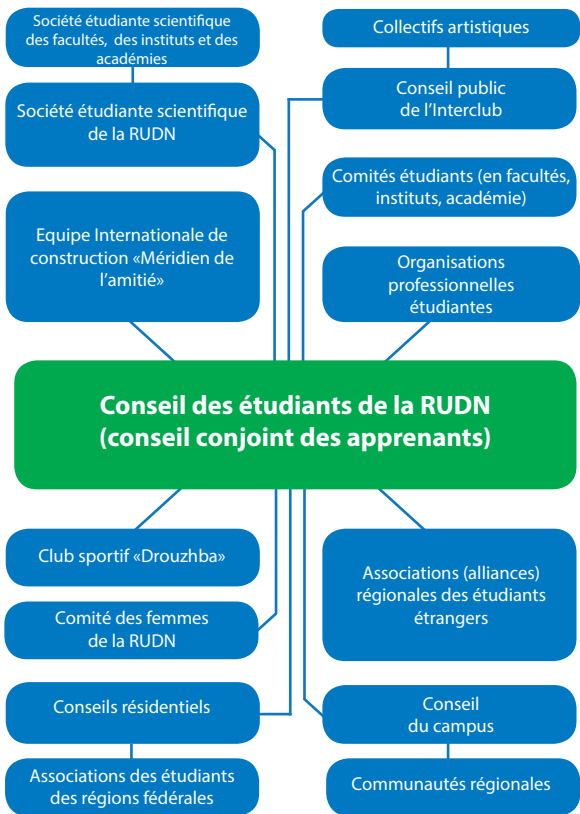 Société étudiante scientifique
des facultés, des instituts et des
académies
Collectifs artistiques
Société étudiante scientifique
de la RUDN
Conseil public
de l'Interclub
Comités étudiants (en facultés,
instituts, académie)
Equipe Internationale de
construction «Méridien de
l'amitié»
Organisations
professionnelles
étudiantes
Conseil des étudiants de la RUDN
(conseil conjoint des apprenants)
Club sportif «Drouzhba»
Associations (alliances)
régionales des étudiants
étrangers
Comité des femmes
de la RUDN
Conseils résidentiels
Conseil
du campus
Associations des étudiants
des régions fédérales
Communautés régionales